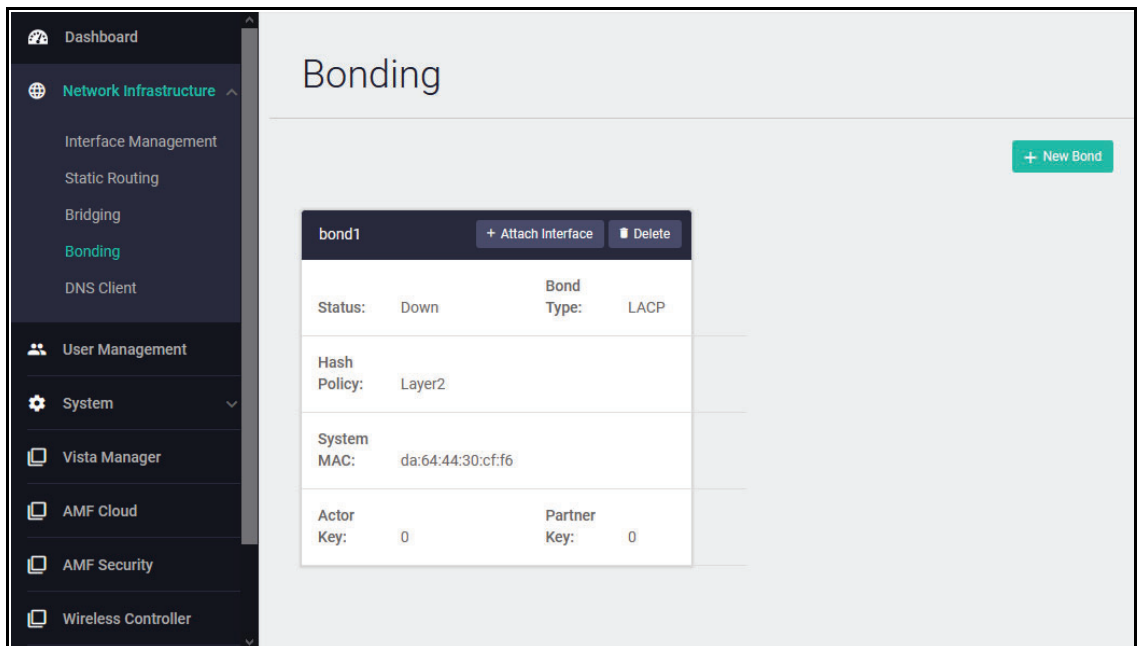 Dashboard
Network Infrastructure
Interface Management
Static Routing
Bridging
Bonding
DNS Client
User Management
System
Vista Manager
AMF Cloud
AMF Security
Wireless Controller
Bonding
+ New Bond
bond1
+ Attach Interface
Delete
Status: Down
Bond Type: LACP
Hash Policy: Layer2
System MAC: da:64:44:30:cf:f6
Actor Key: 0
Partner Key: 0